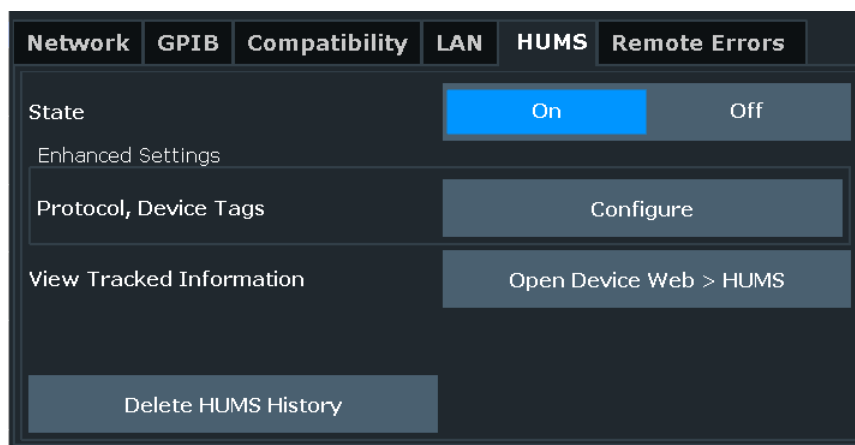 Network GPIB Compatibility LAN HUMS Remote Errors
State On Off
Enhanced Settings
Protocol, Device Tags Configure
View Tracked Information Open Device Web > HUMS
Delete HUMS History